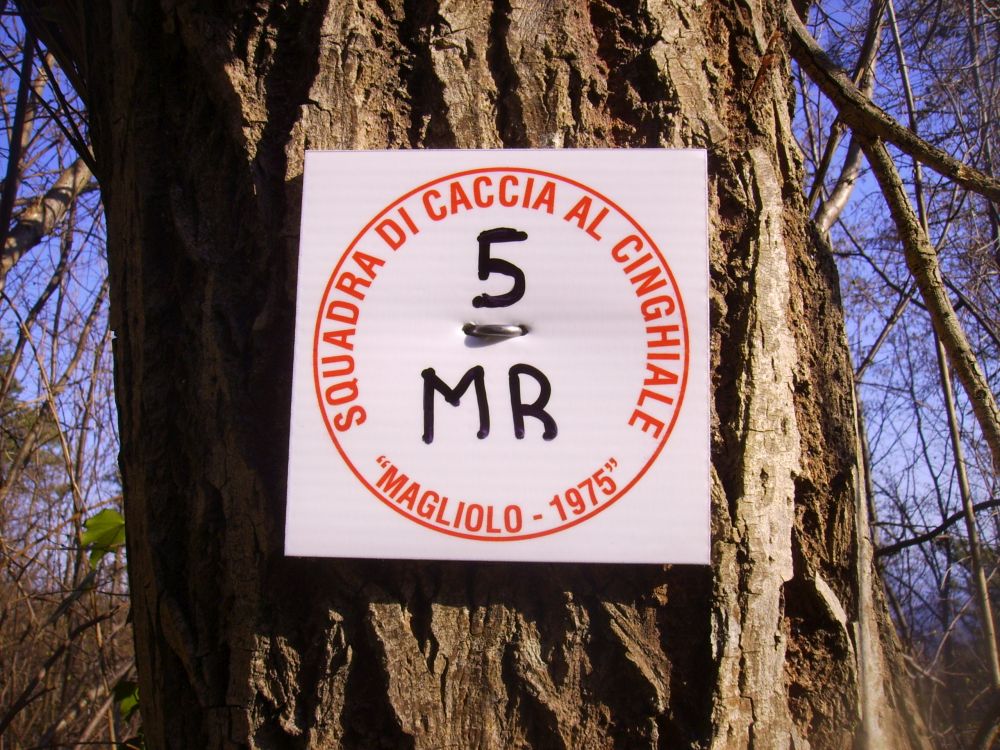 SQUADRA DI CACCIA AL CINGHIALE
5
MR
“MAGLIOLO - 1975”